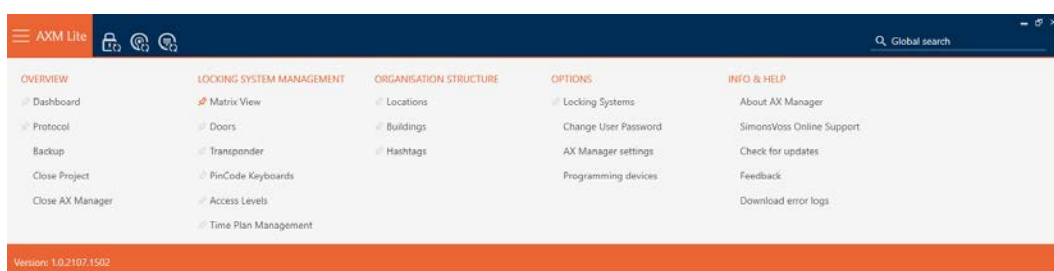 AXM Lite
Global search
OVERVIEW
Dashboard
Protocol
Backup
Close Project
Close AX Manager
LOCKING SYSTEM MANAGEMENT
Matrix View
Doors
Transponder
PinCode Keyboards
Access Levels
Time Plan Management
ORGANISATION STRUCTURE
Locations
Buildings
Hashtags
OPTIONS
Locking Systems
Change User Password
AX Manager settings
Programming devices
INFO & HELP
About AX Manager
SimonsVoss Online Support
Check for updates
Feedback
Download error logs
Version: 1.0.2107.1502